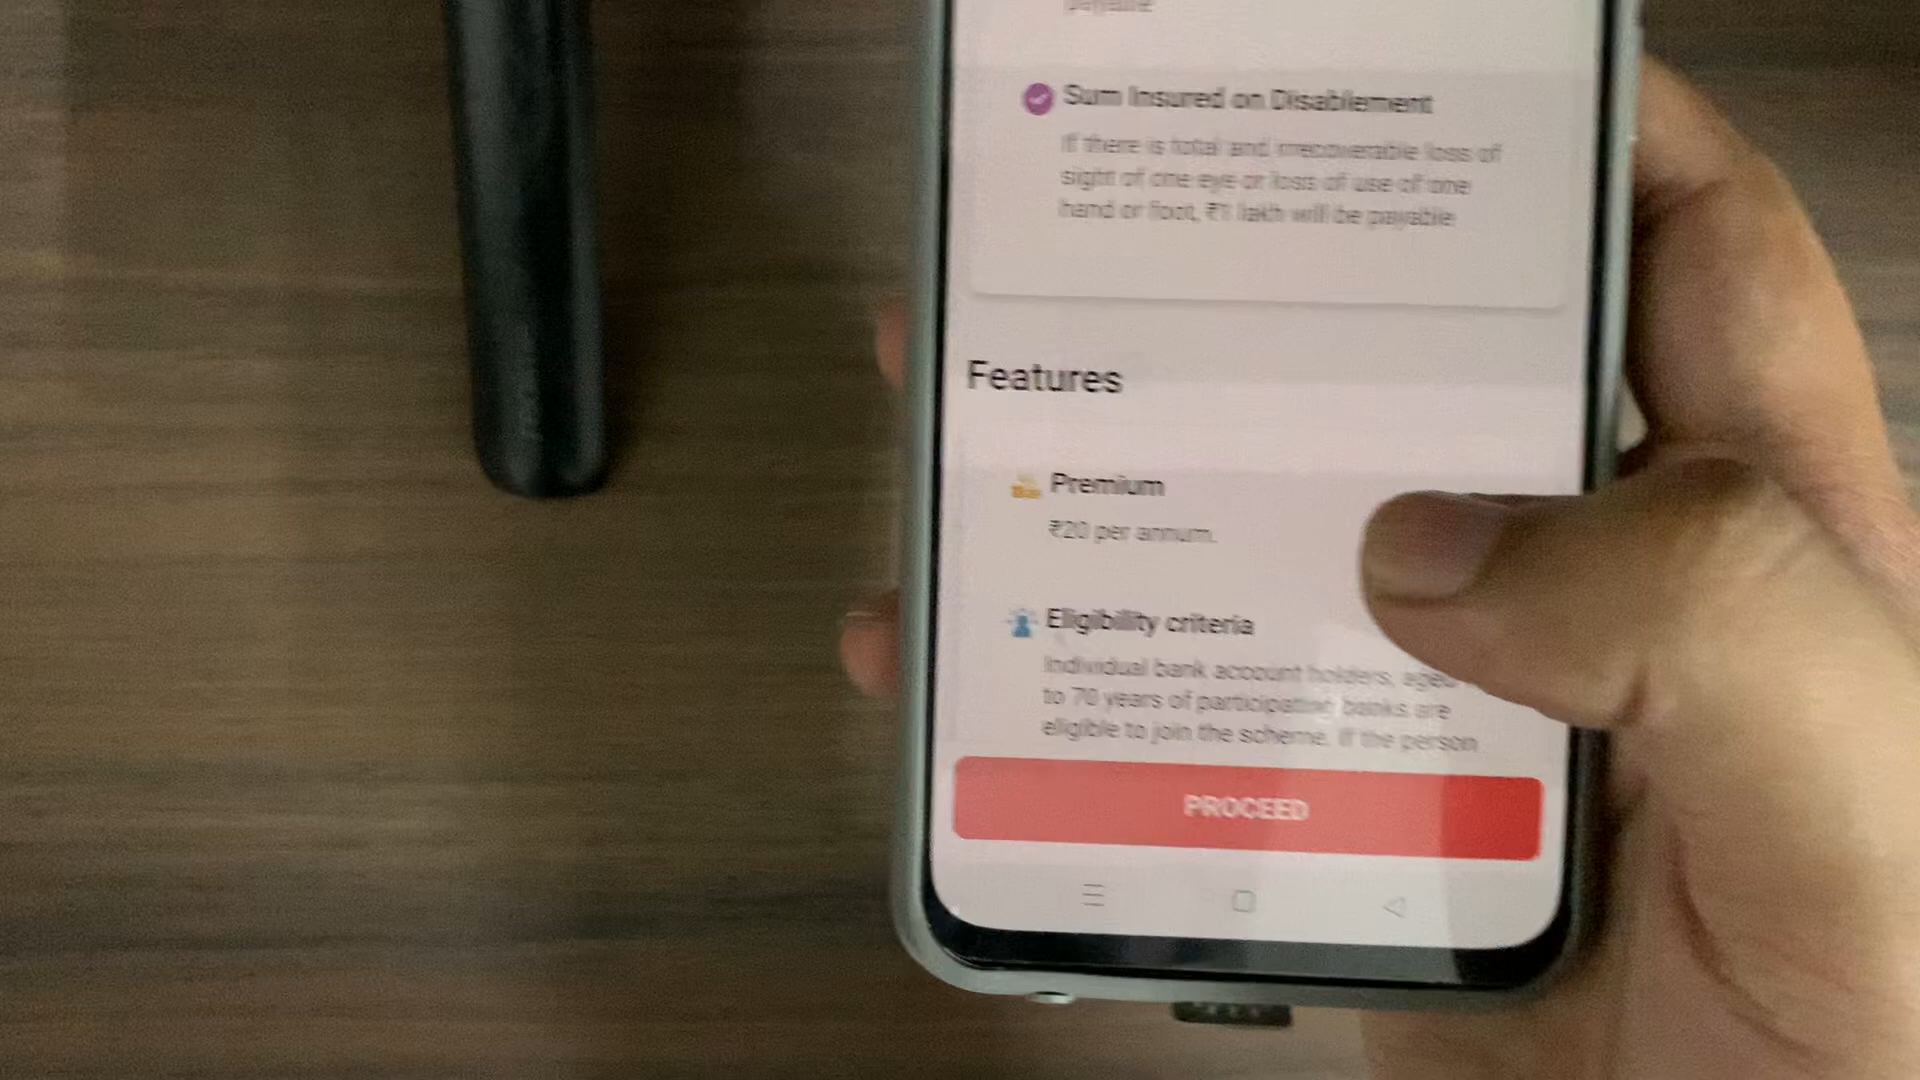 payable
Sum Insured on Disablement
If there is total and irrecoverable loss of
sight of one eye or loss of use of one
hand or foot, ₹1 lakh will be payable
Features
Premium
₹20 per annum.
Eligibility criteria
Individual bank account holders, aged
to 70 years of participating banks are
eligible to join the scheme. If the person
PROCEED